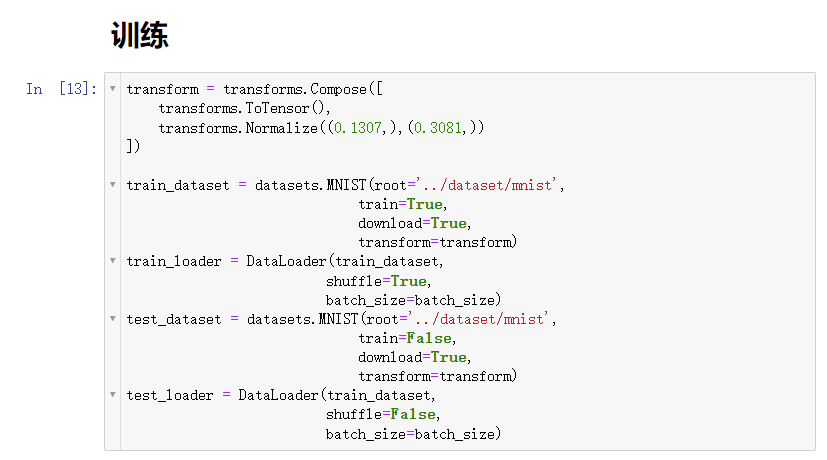 训练
In [13]:
transform = transforms.Compose([
    transforms.ToTensor(),
    transforms.Normalize((0.1307,),(0.3081,))
])

train_dataset = datasets.MNIST(root='../dataset/mnist',
                             train=True,
                             download=True,
                             transform=transform)
train_loader = DataLoader(train_dataset,
                         shuffle=True,
                         batch_size=batch_size)
test_dataset = datasets.MNIST(root='../dataset/mnist',
                             train=False,
                             download=True,
                             transform=transform)
test_loader = DataLoader(train_dataset,
                         shuffle=False,
                         batch_size=batch_size)